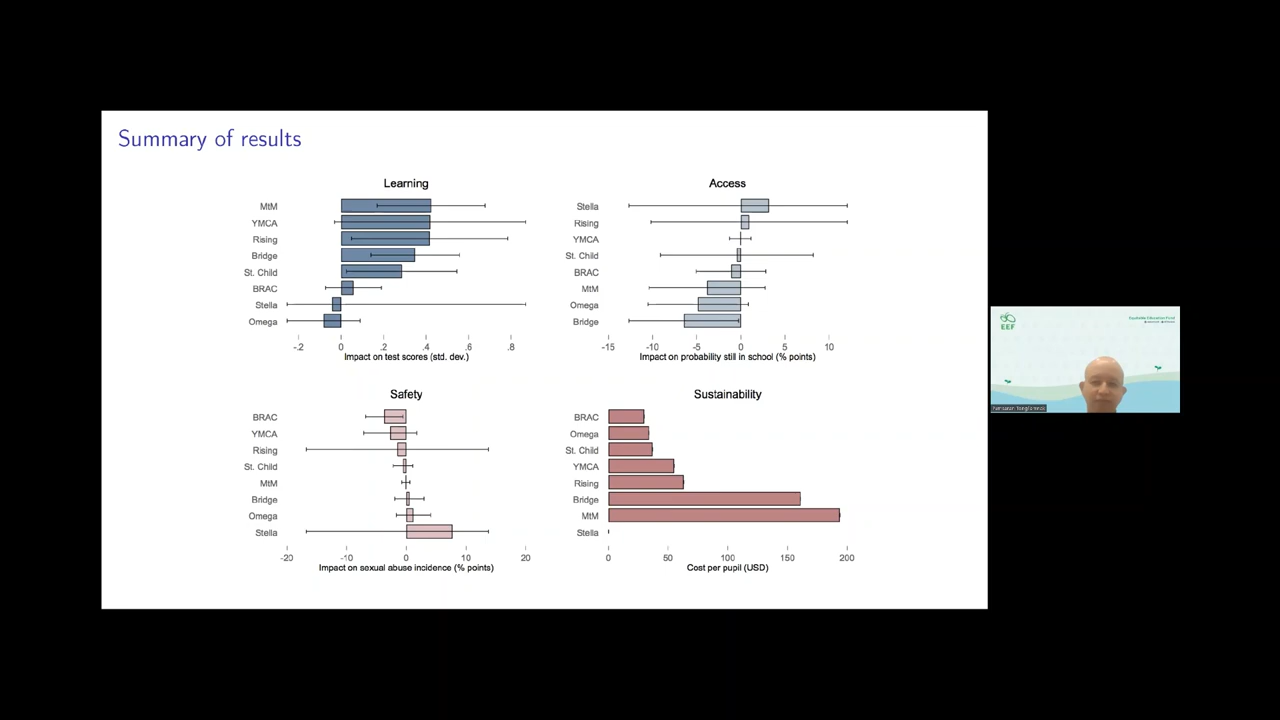 Summary of results
Learning
MtM
YMCA
Rising
Bridge
St. Child
BRAC
Stella
Omega
-.2 0 .2 .4 .6 .8
Impact on test scores (std. dev.)
Access
Stella
Rising
YMCA
St. Child
BRAC
MtM
Omega
Bridge
-15 -10 -5 0 5 10
Impact on probability still in school (% points)
Safety
BRAC
YMCA
Rising
St. Child
MtM
Bridge
Omega
Stella
-20 -10 0 10 20
Impact on sexual abuse incidence (% points)
Sustainability
BRAC
Omega
St. Child
YMCA
Rising
Bridge
MtM
Stella
0 50 100 150 200
Cost per pupil (USD)
EEF
Equitable Education Fund